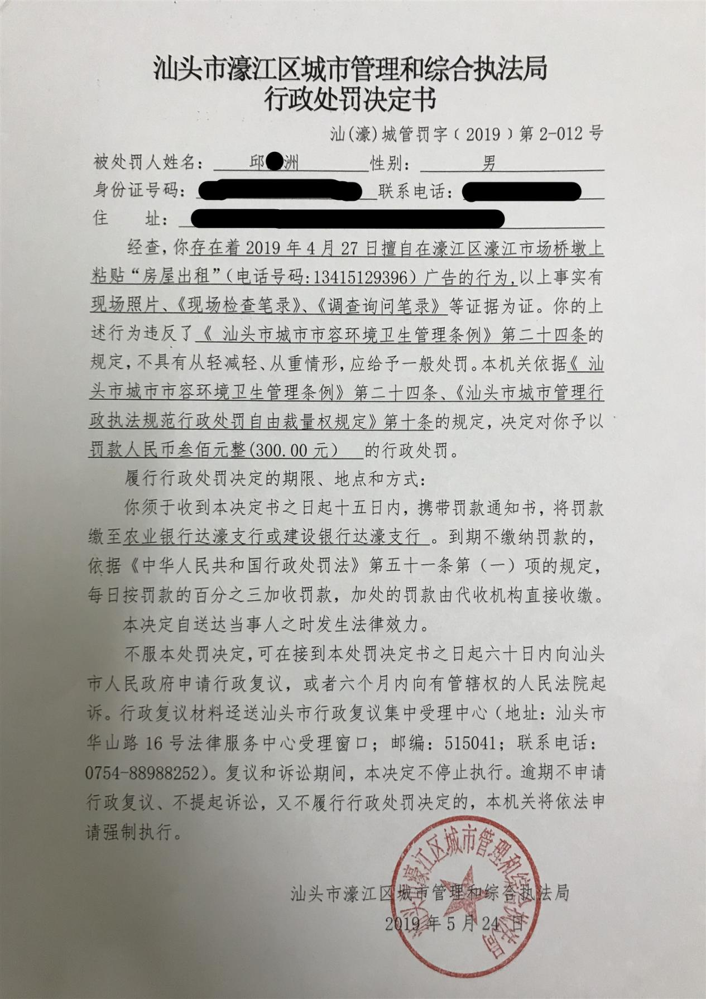 汕头市濠江区城市管理和综合执法局
行政处罚决定书
汕(濠)城管罚字﹝2019﹞第2-012号
被处罚人姓名： 邱 洲 性别： 男
身份证号码： 联系电话：
住 址：
经查，你存在着2019年4月27日擅自在濠江区濠江市场桥墩上
粘贴“房屋出租”（电话号码:13415129396）广告的行为,以上事实有
现场照片、《现场检查笔录》、《调查询问笔录》等证据为证。你的上
述行为违反了《 汕头市城市市容环境卫生管理条例》第二十四条的
规定，不具有从轻减轻、从重情形，应给予一般处罚。本机关依据《 汕
头市城市市容环境卫生管理条例》第二十四条、《汕头市城市管理行
政执法规范行政处罚自由裁量权规定》第十条的规定，决定对你予以
罚款人民币叁佰元整(300.00元） 的行政处罚。
履行行政处罚决定的期限、地点和方式：
你须于收到本决定书之日起十五日内，携带罚款通知书，将罚款
缴至农业银行达濠支行或建设银行达濠支行 。到期不缴纳罚款的，
依据《中华人民共和国行政处罚法》第五十一条第（一）项的规定，
每日按罚款的百分之三加收罚款，加处的罚款由代收机构直接收缴。
本决定自送达当事人之时发生法律效力。
不服本处罚决定，可在接到本处罚决定书之日起六十日内向汕头
市人民政府申请行政复议，或者六个月内向有管辖权的人民法院起
诉。行政复议材料迳送汕头市行政复议集中受理中心（地址：汕头市
华山路16号法律服务中心受理窗口；邮编：515041；联系电话：
0754-88988252）。复议和诉讼期间，本决定不停止执行。逾期不申请
行政复议、不提起诉讼，又不履行行政处罚决定的，本机关将依法申
请强制执行。
汕头市濠江区城市管理和综合执法局
2019年5月24日
汕头市濠江区城市管理和综合执法局